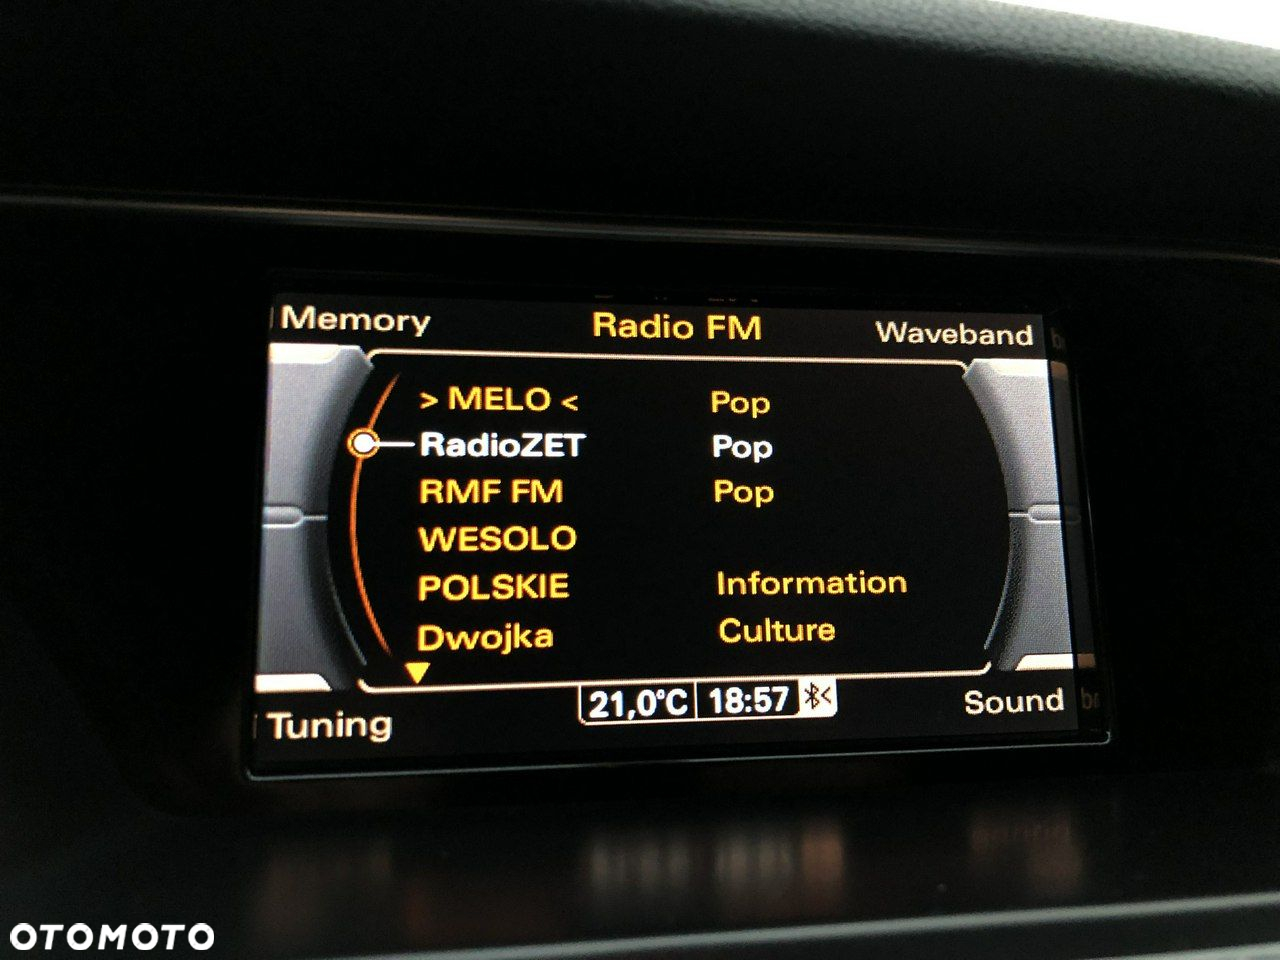 Memory Radio FM Waveband
> MELO < Pop
RadioZET Pop
RMF FM Pop
WESOLO
POLSKIE Information
Dwojka Culture
21,0°C 18:57
Tuning Sound
OTOMOTO